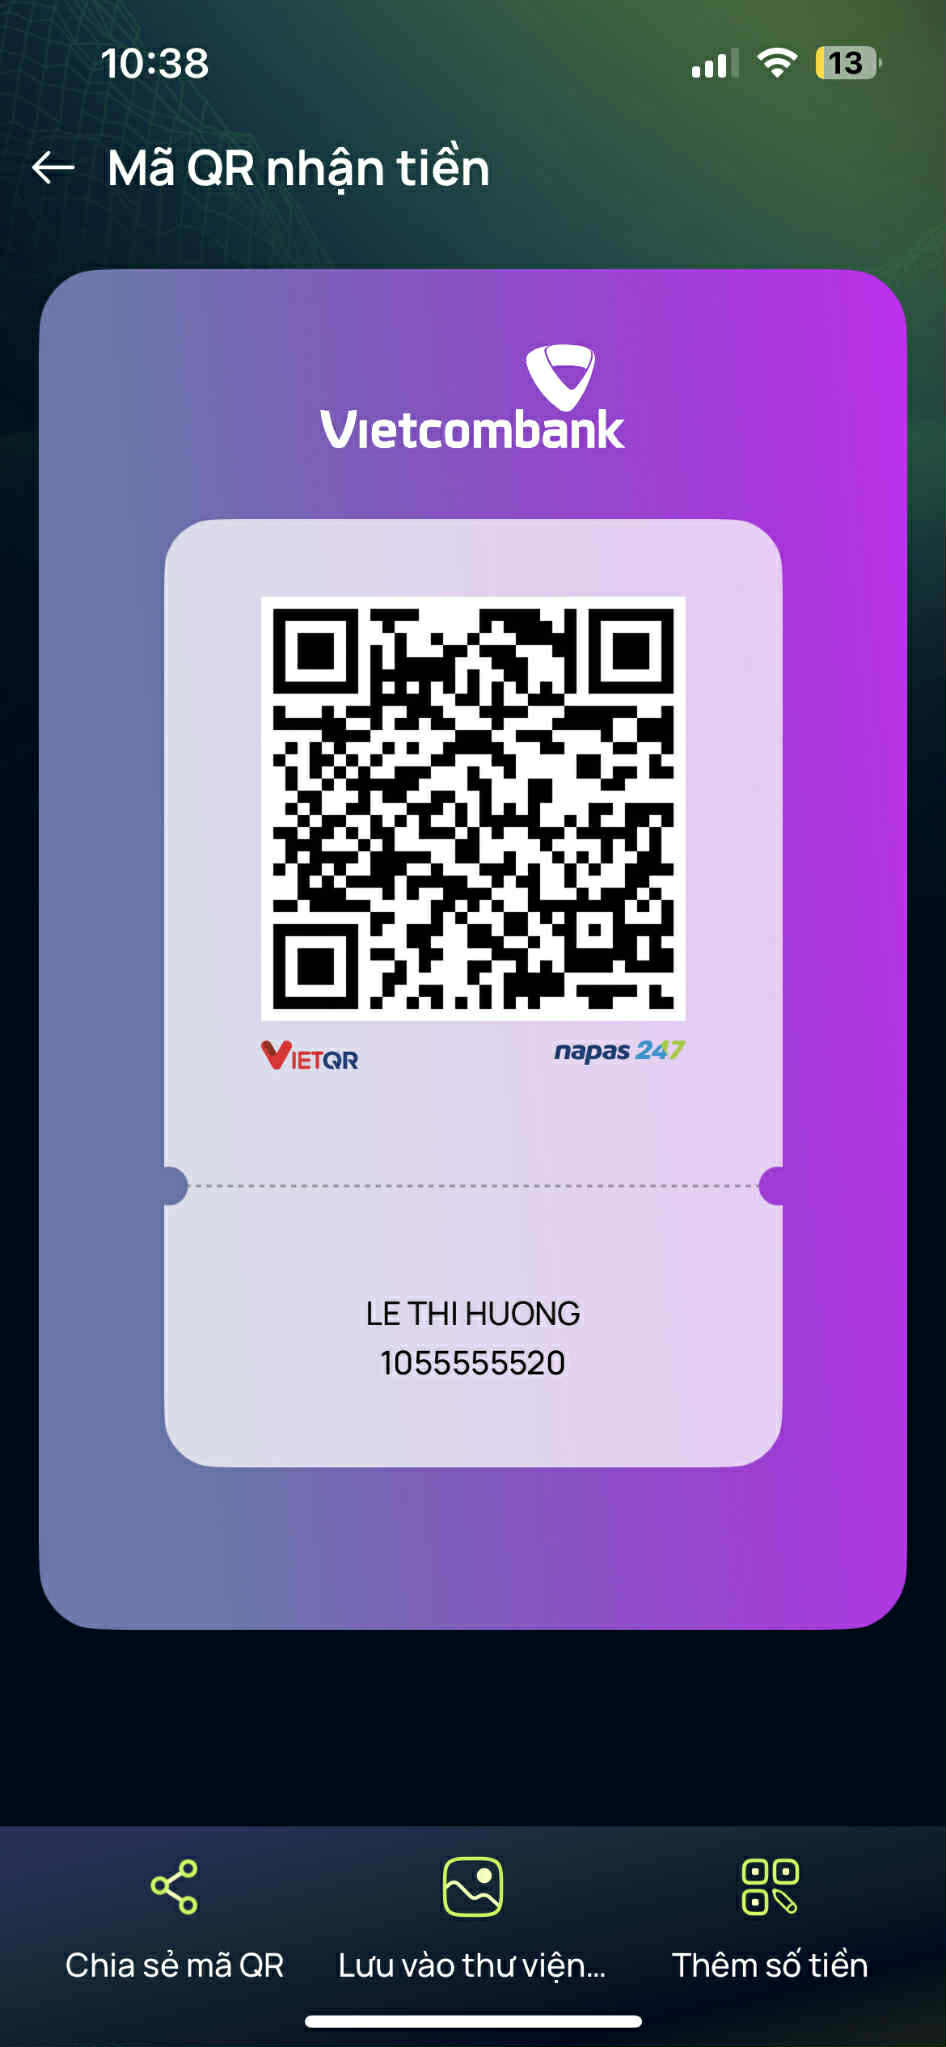 10:38
13
Mã QR nhận tiền
Vietcombank
VIETQR
napas 247
LE THI HUONG
1055555520
Chia sẻ mã QR
Lưu vào thư viện...
Thêm số tiền